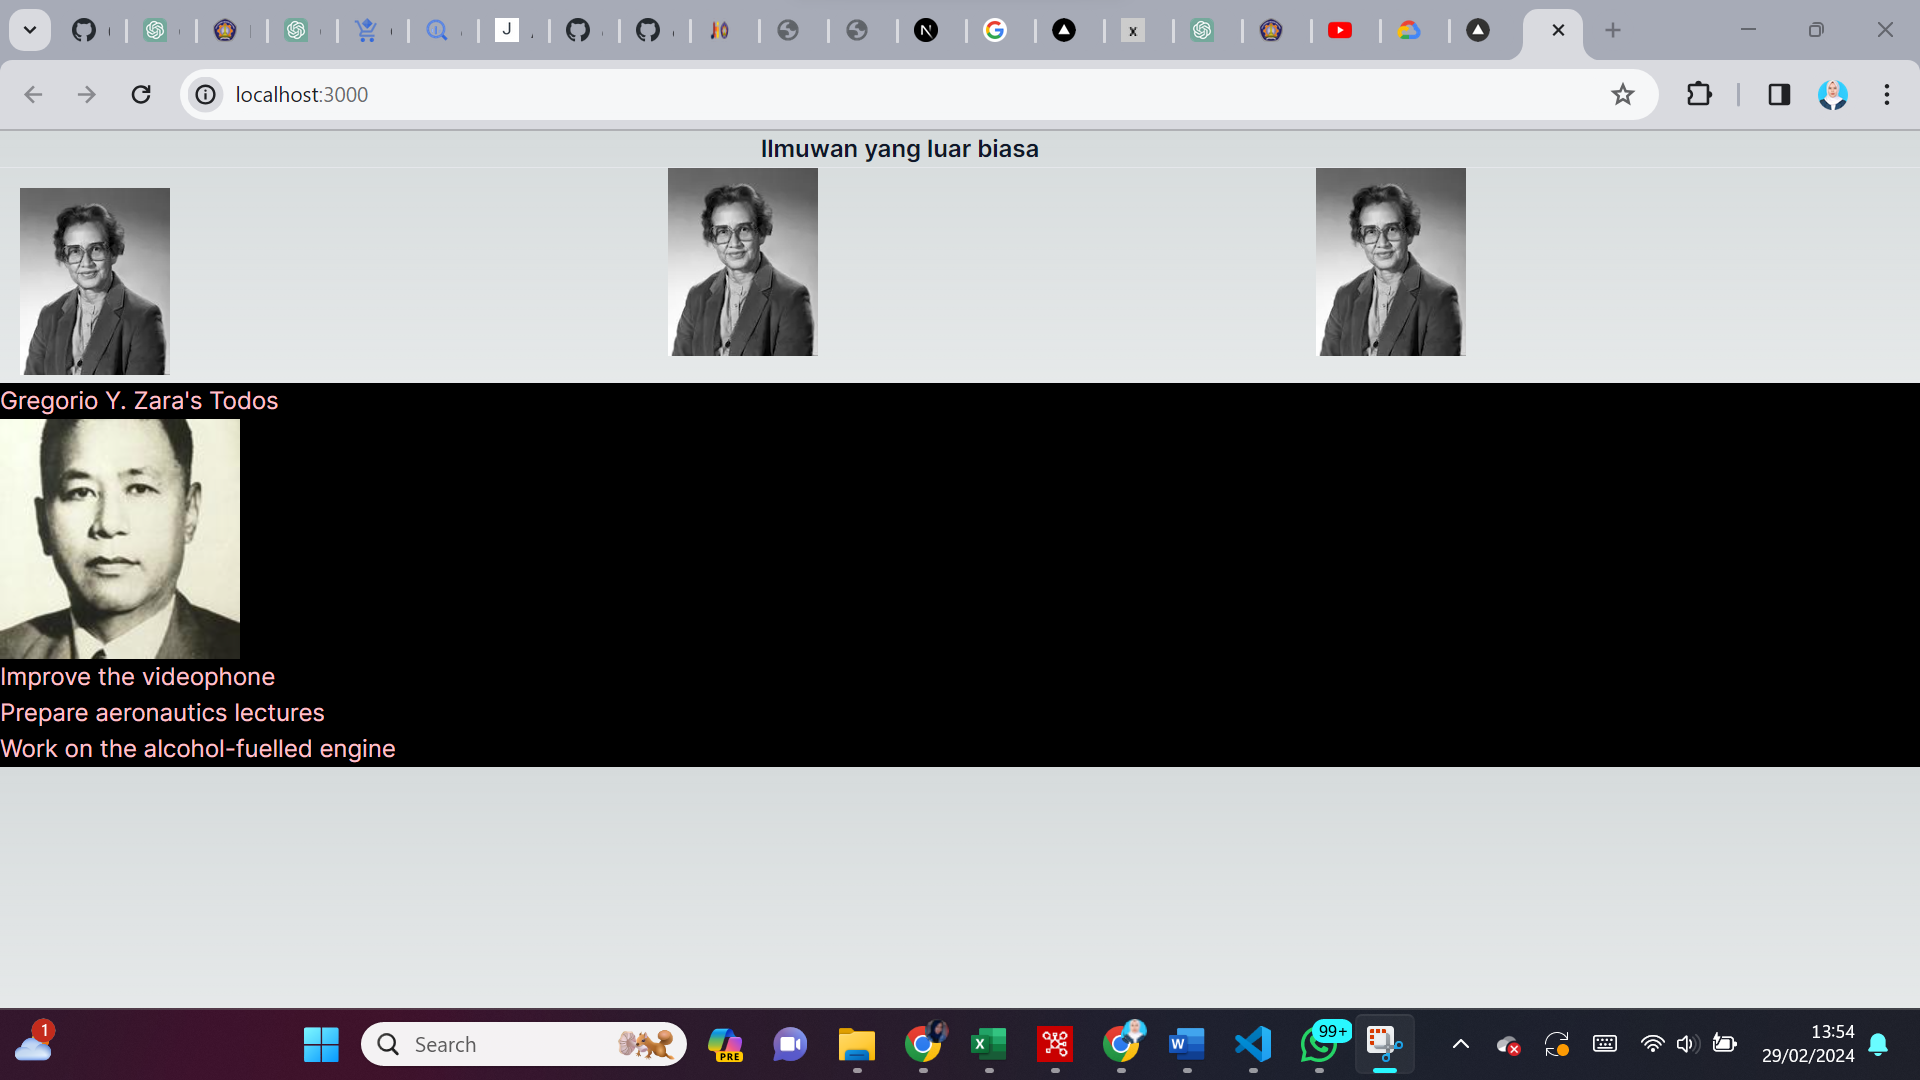 localhost:3000
Ilmuwan yang luar biasa
Gregorio Y. Zara's Todos
Improve the videophone
Prepare aeronautics lectures
Work on the alcohol-fuelled engine
1
Search
PRE
99+
13:54
29/02/2024